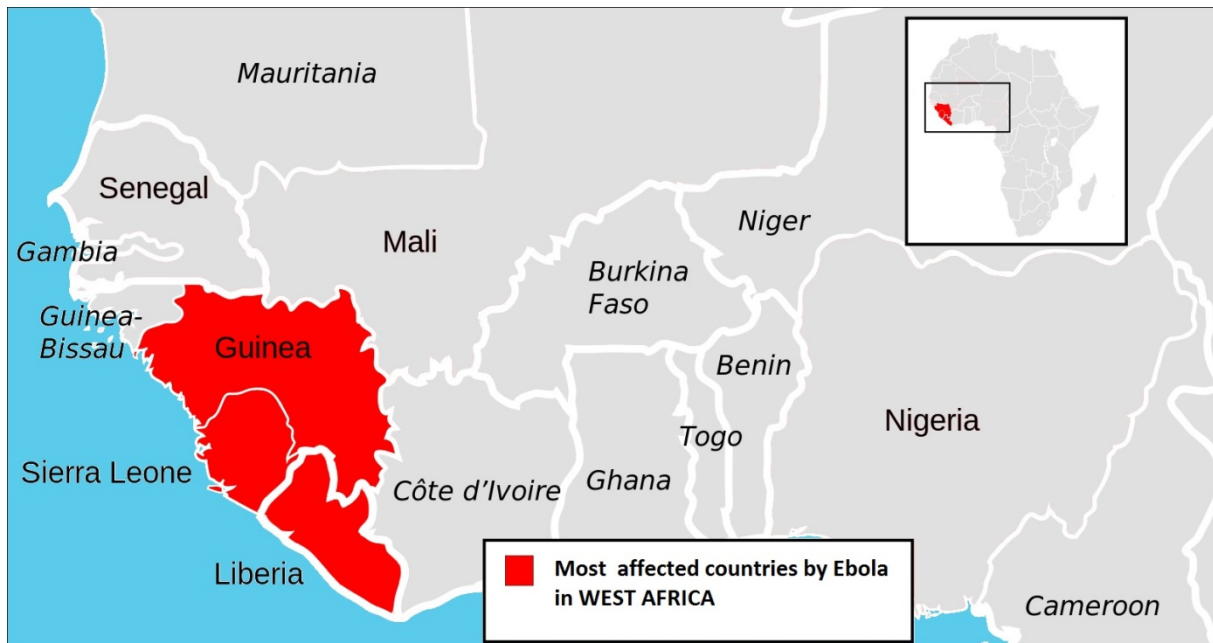 Mauritania
Senegal
Niger
Mali
Gambia
Burkina
Faso
Guinea-
Bissau
Guinea
Benin
Nigeria
Togo
Sierra Leone
Côte d’Ivoire
Ghana
Liberia
Most  affected countries by Ebola
in WEST AFRICA
Cameroon